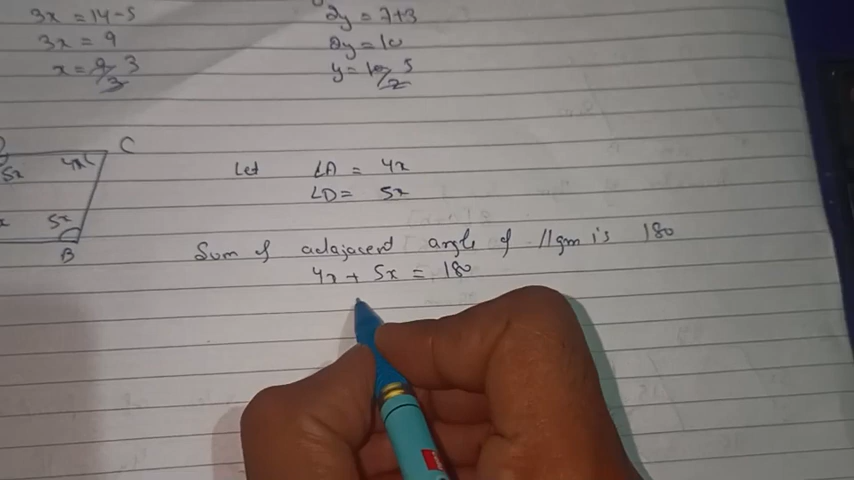 3x = 14-5
2y = 7+3
3x = 9
2y = 10
x = 9/3 3
y = 10/2 5
C
5x 4x
Let ∠A = 4x
∠D = 5x
x 5x
B
Sum of adajacent angle of ||gm is 180
4x + 5x = 180